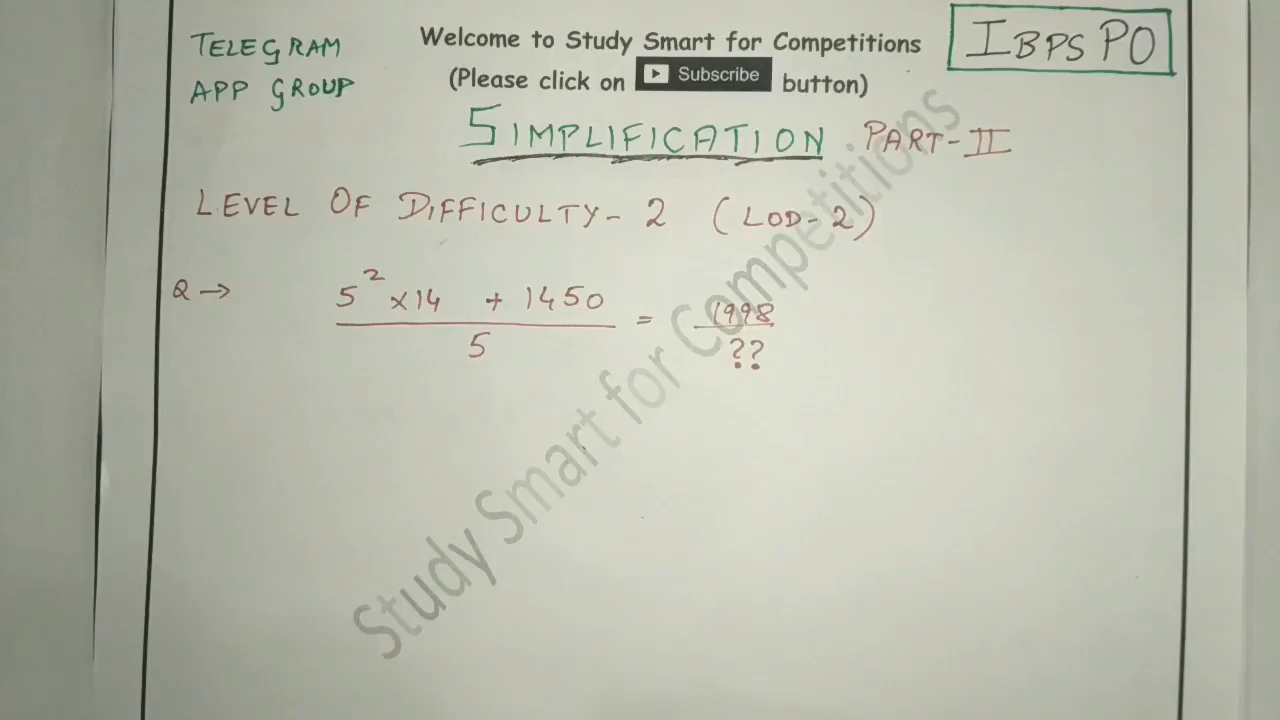 TELEGRAM
APP GROUP
Welcome to Study Smart for Competitions
(Please click on Subscribe button)
IBPS PO
SIMPLIFICATION PART-II
LEVEL OF DIFFICULTY-2 (LOD-2)
Q→ 5² × 14 + 1450 / 5 = 1998 / ??
Study Smart for Competitions